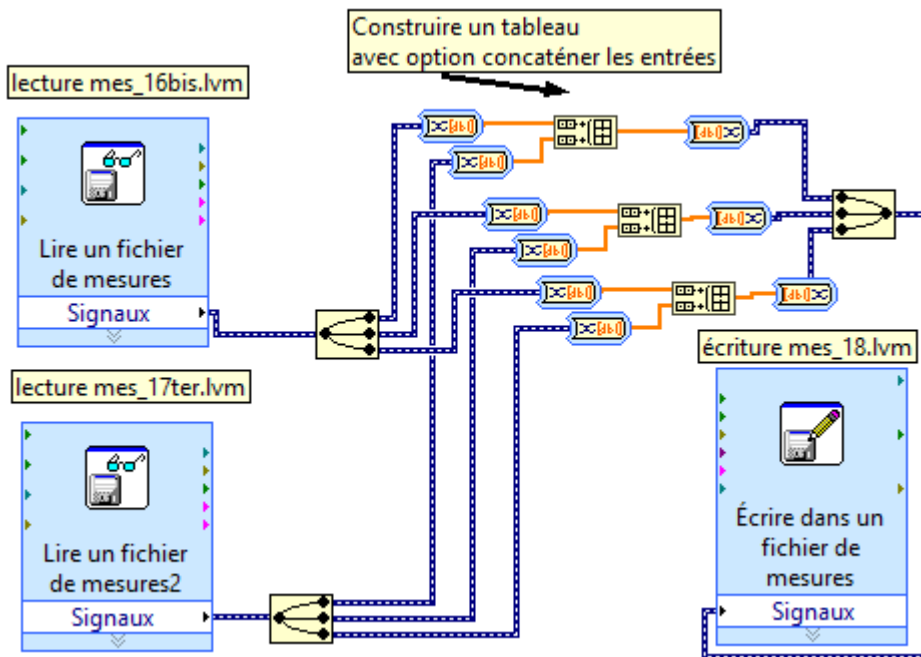 Construire un tableau
avec option concaténer les entrées
lecture mes_16bis.lvm
Lire un fichier
de mesures
Signaux
lecture mes_17ter.lvm
Lire un fichier
de mesures2
Signaux
écriture mes_18.lvm
Écrire dans un
fichier de
mesures
Signaux